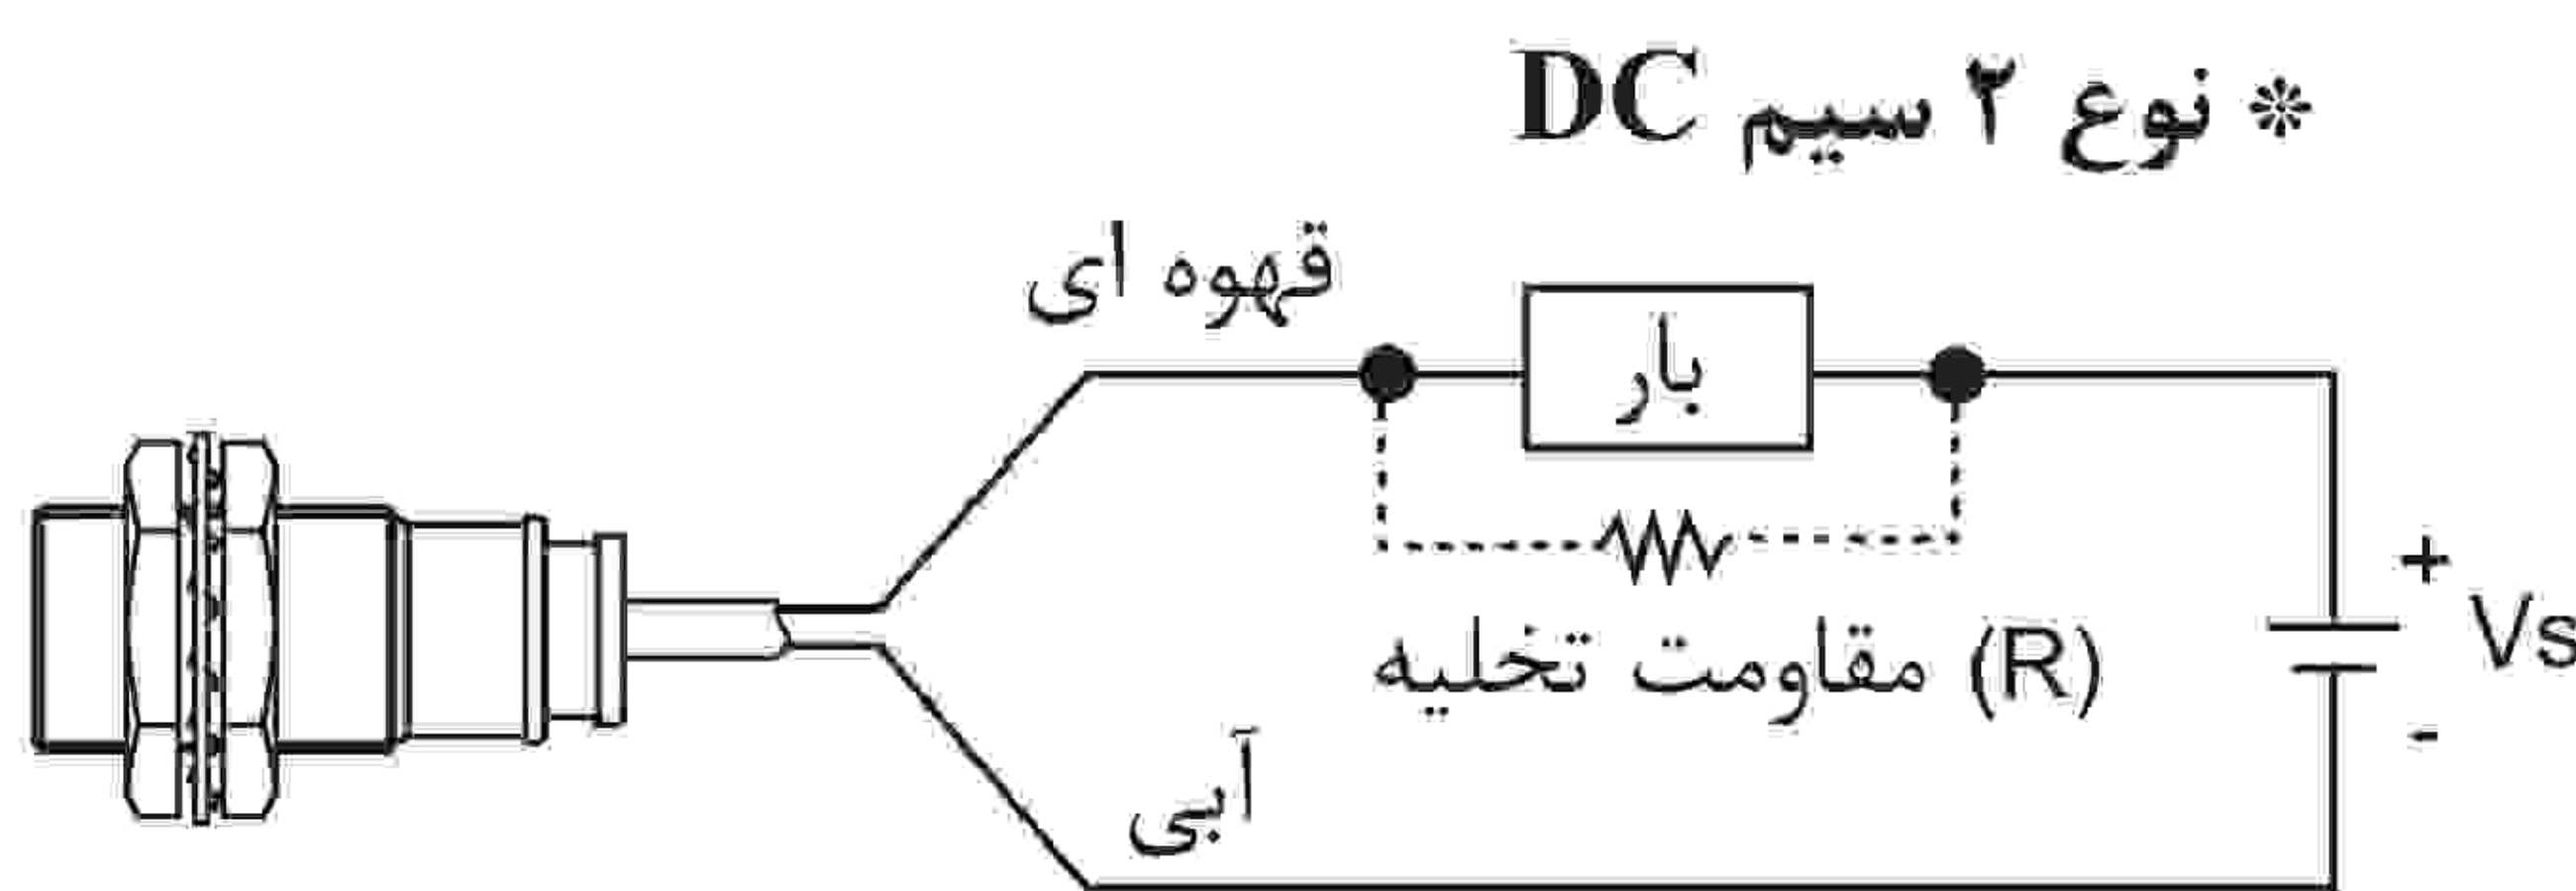 * نوع ۲ سیم DC
قهوه ای
بار
+
Vs
(R) مقاومت تخلیه
-
آبی